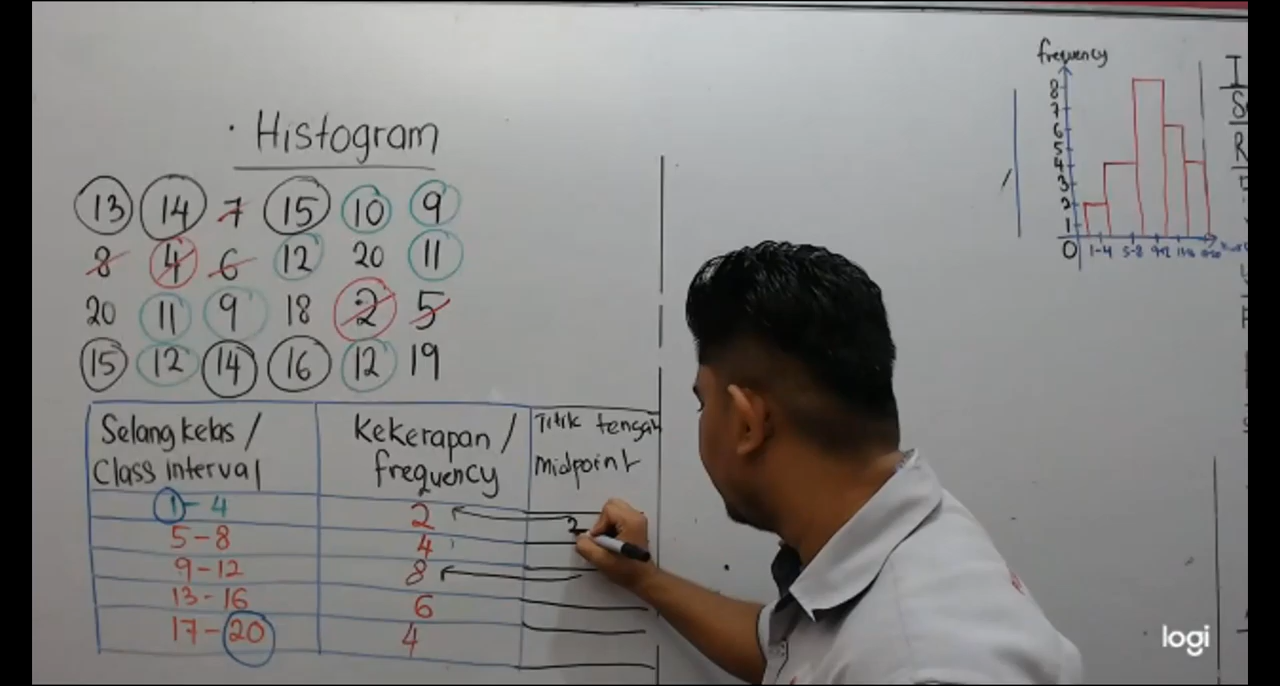 · Histogram
13 14 7 15 10 9
8 4 6 12 20 11
20 11 9 18 2 5
15 12 14 16 12 19
Selang kelas / Kekerapan / Titik tengah
Class interval frequency midpoint
1 - 4 2 2
5 - 8 4
9 - 12 8
13 - 16 6
17 - 20 4
frequency
8
7
6
5
4
3
2
1
0 1-4 5-8 9-12
I
S
R
logi